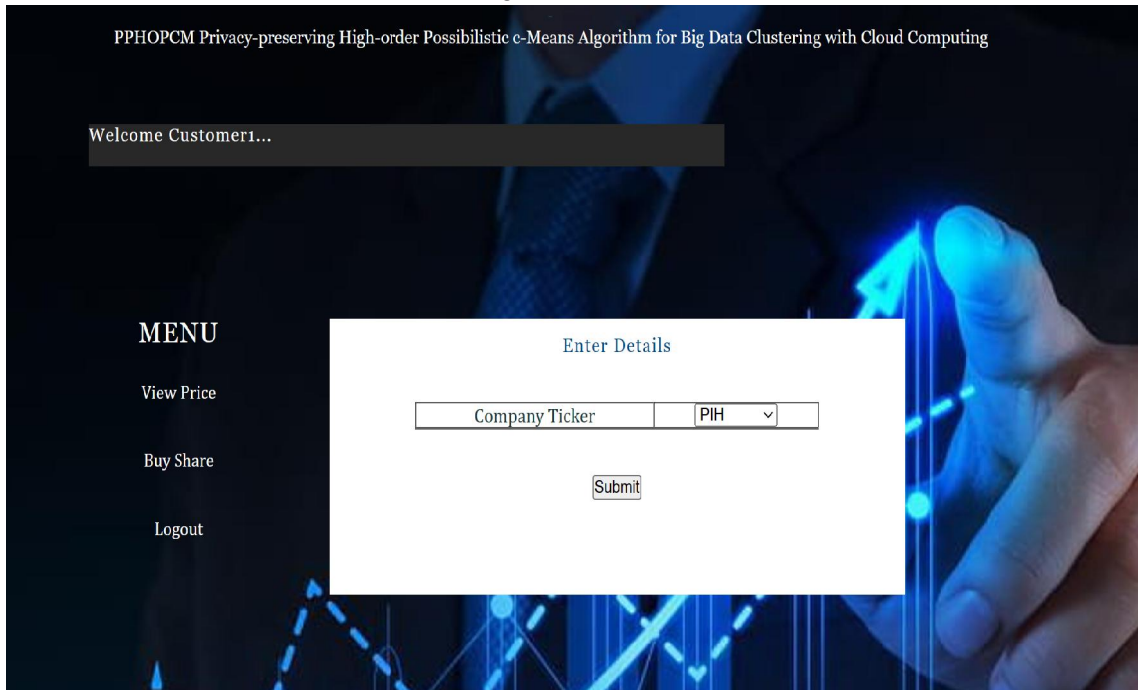 PPHOPCM Privacy-preserving High-order Possibilistic c-Means Algorithm for Big Data Clustering with Cloud Computing
Welcome Customer1...
MENU
View Price
Buy Share
Logout
Enter Details
Company Ticker PIH
Submit